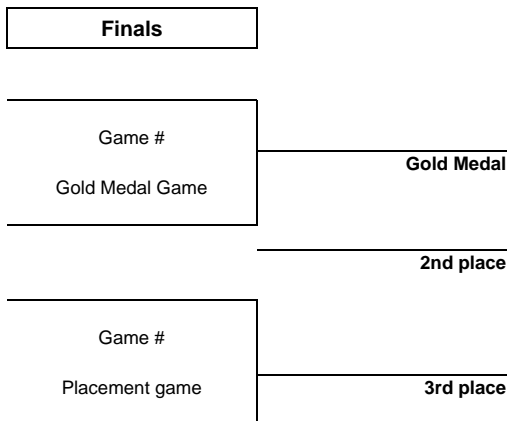 Finals
Game #
Gold Medal
Gold Medal Game
2nd place
Game #
Placement game
3rd place